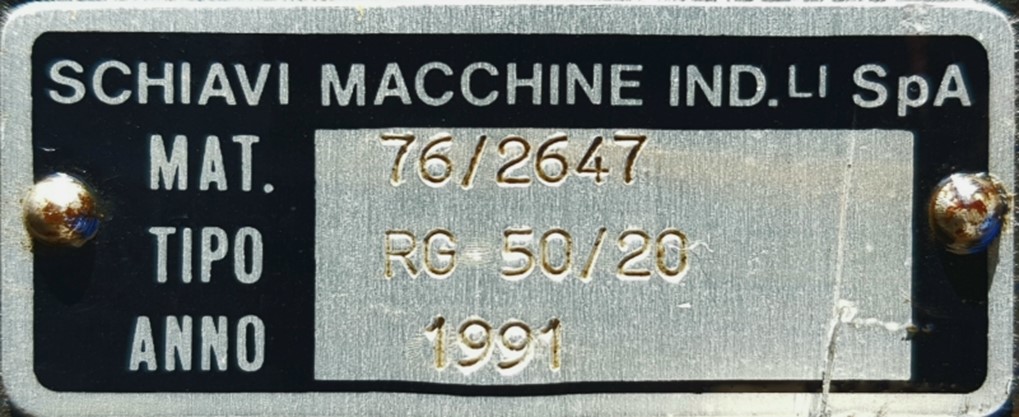 SCHIAVI MACCHINE IND.LI SpA
MAT. 76/2647
TIPO RG 50/20
ANNO 1991